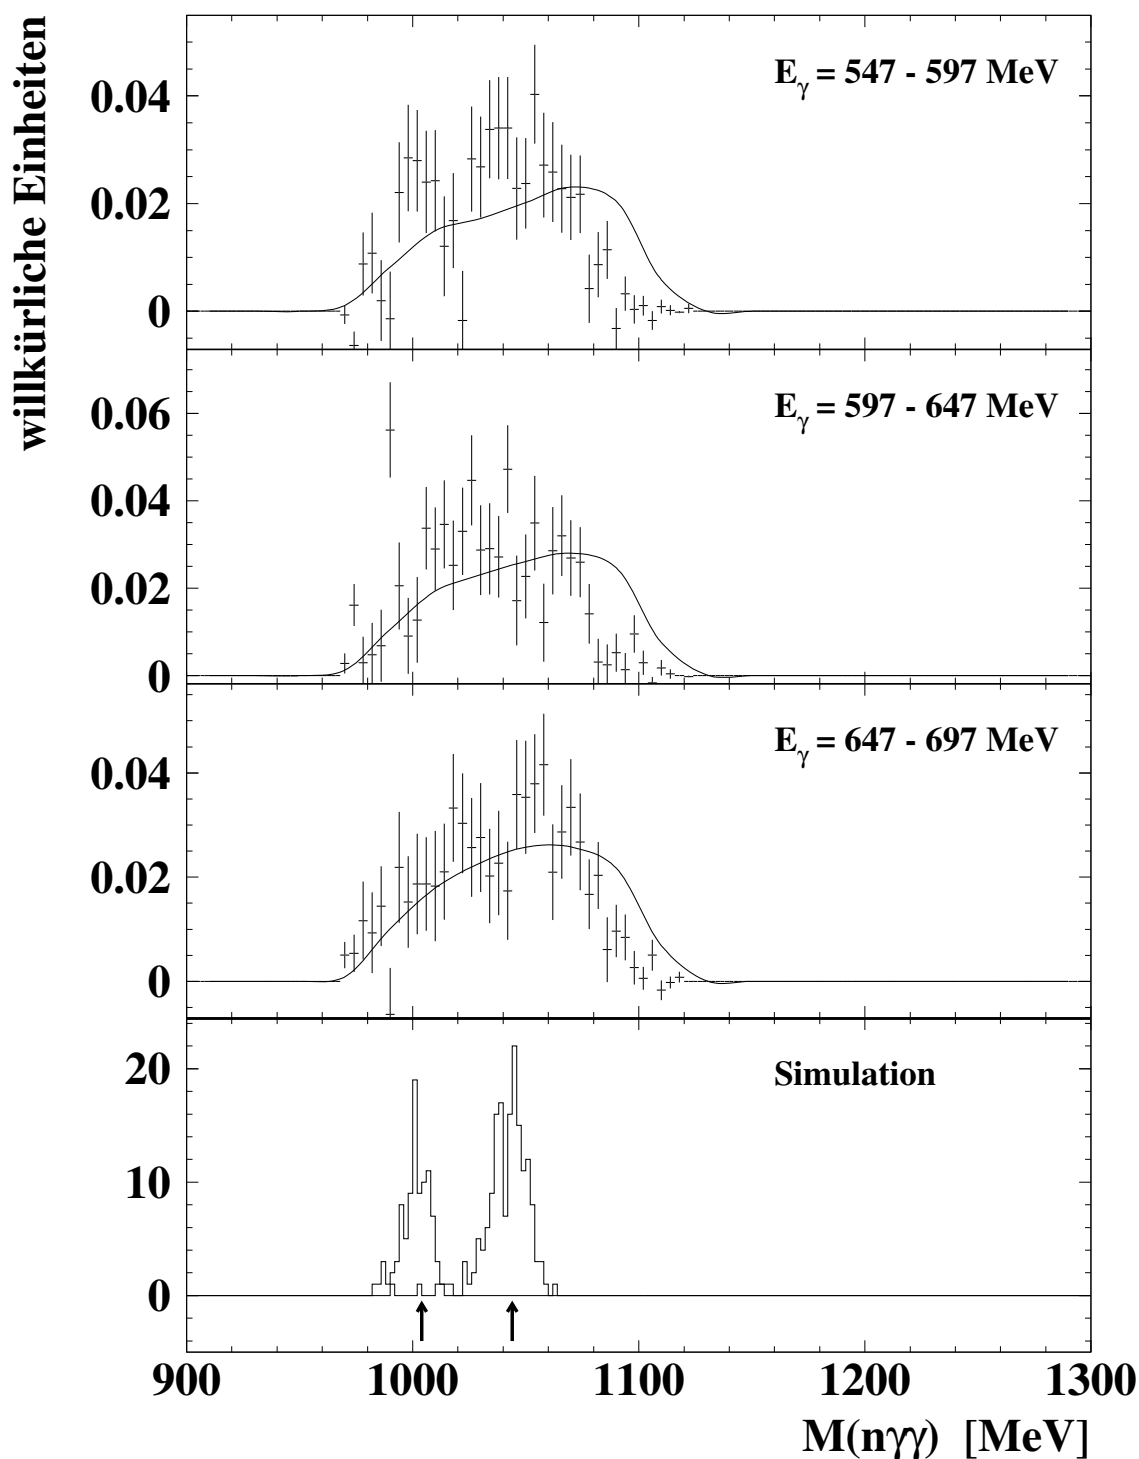 willkürliche Einheiten
E_γ = 547 - 597 MeV
0.04
0.02
0
E_γ = 597 - 647 MeV
0.06
0.04
0.02
0
E_γ = 647 - 697 MeV
0.04
0.02
0
Simulation
20
10
0
900 1000 1100 1200 1300
M(nγγ) [MeV]